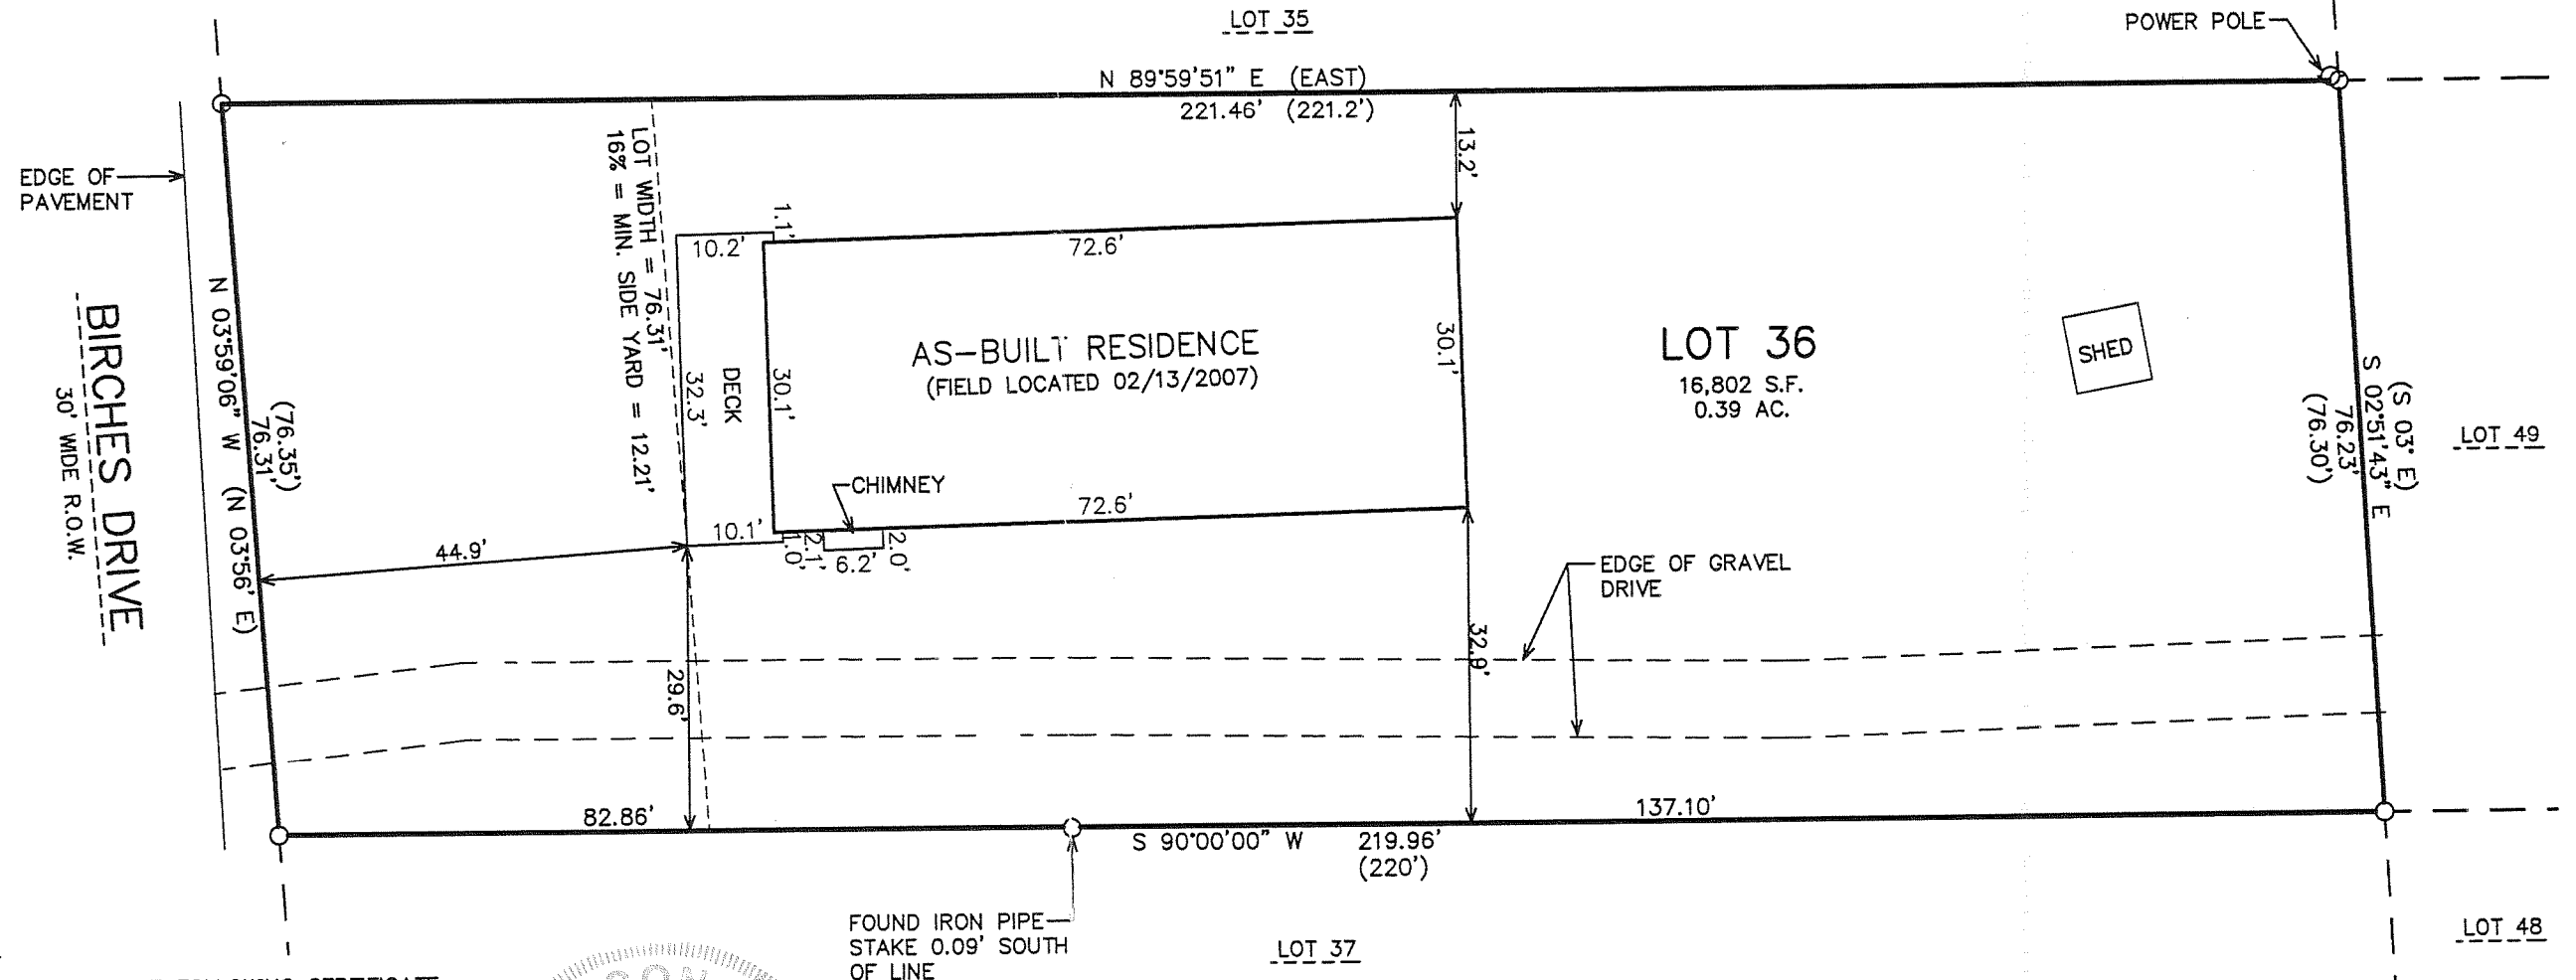 LOT 35
POWER POLE
N 89°59'51" E (EAST)
221.46' (221.2')
EDGE OF
PAVEMENT
LOT WIDTH = 76.31'
16% = MIN. SIDE YARD = 12.21'
13.2'
1.1'
10.2'
72.6'
BIRCHES DRIVE
30' WIDE R.O.W.
N 03°59'06" W (N 03°56' E)
(76.35')
76.31'
DECK
32.3'
30.1'
AS-BUILT RESIDENCE
(FIELD LOCATED 02/13/2007)
30.1'
LOT 36
16,802 S.F.
0.39 AC.
SHED
(S 03° E)
S 02°51'43" E
76.23'
(76.30')
LOT 49
CHIMNEY
72.6'
10.1'
1.0'
2.1'
6.2'
2.0'
44.9'
EDGE OF GRAVEL
DRIVE
29.6'
32.9'
82.86'
137.10'
S 90°00'00" W 219.96'
(220')
FOUND IRON PIPE
STAKE 0.09' SOUTH
OF LINE
LOT 37
LOT 48